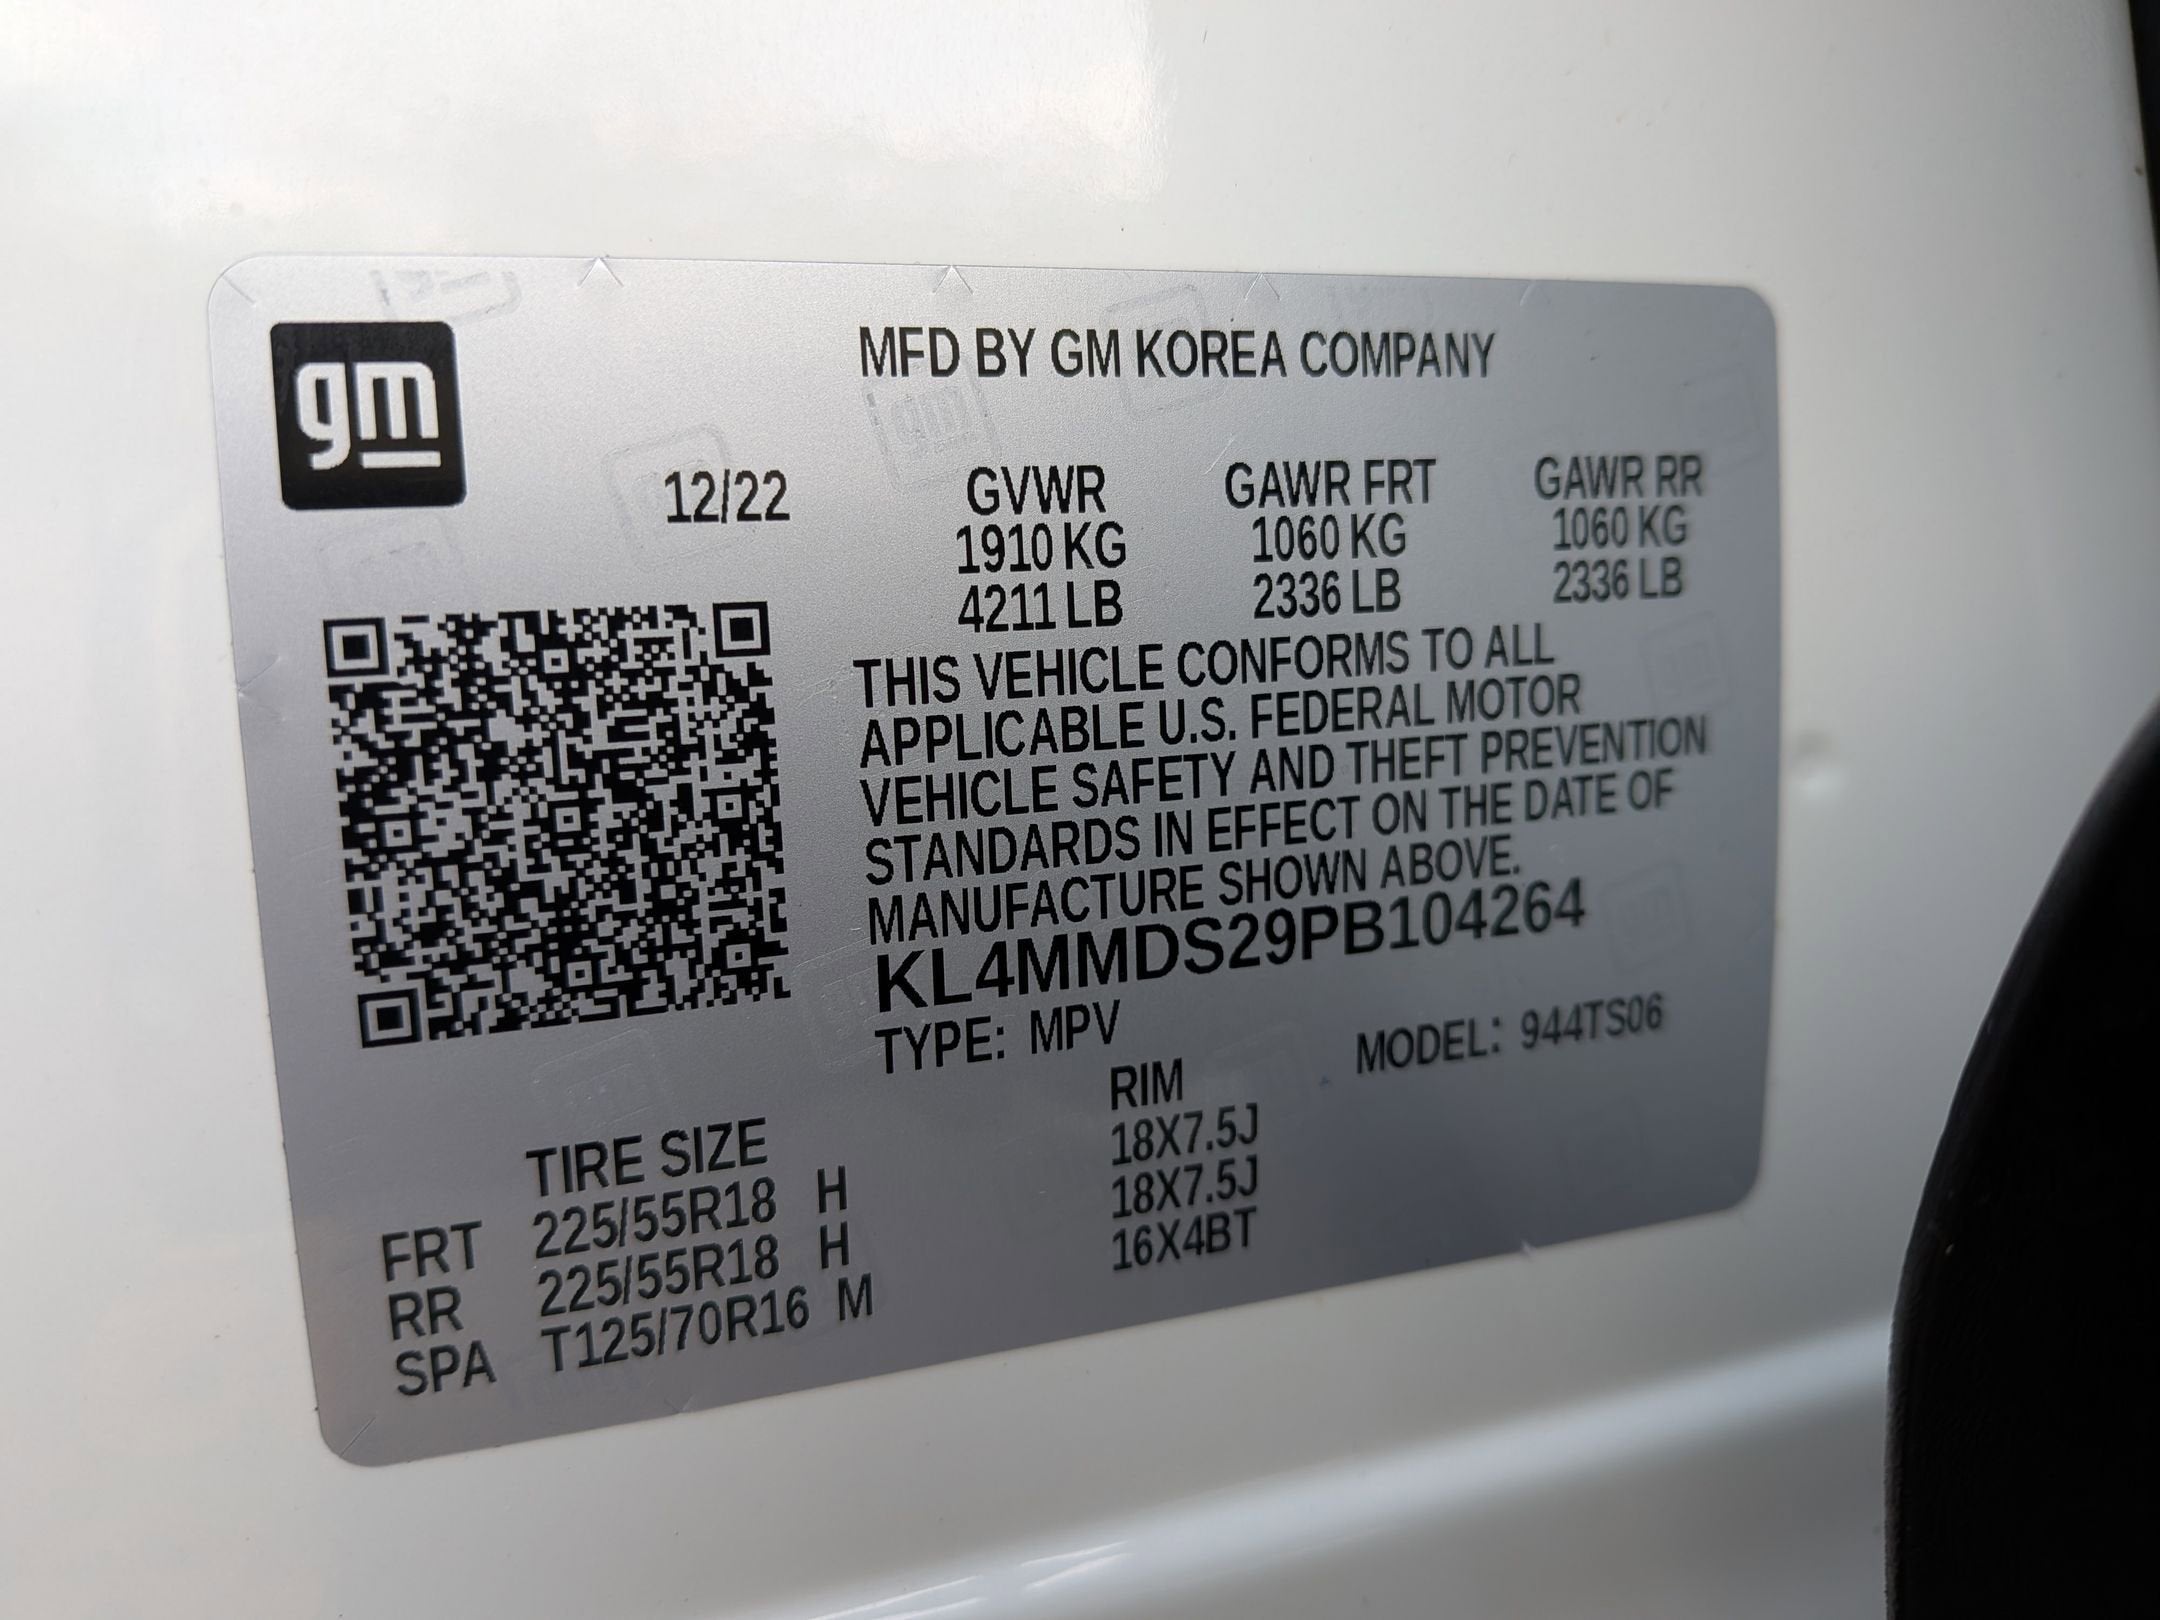 gm
MFD BY GM KOREA COMPANY
12/22
GVWR GAWR FRT GAWR RR
1910 KG 1060 KG 1060 KG
4211 LB 2336 LB 2336 LB
THIS VEHICLE CONFORMS TO ALL
APPLICABLE U.S. FEDERAL MOTOR
VEHICLE SAFETY AND THEFT PREVENTION
STANDARDS IN EFFECT ON THE DATE OF
MANUFACTURE SHOWN ABOVE.
KL4MMDS29PB104264
TYPE: MPV MODEL: 944TS06
TIRE SIZE RIM
FRT 225/55R18 H 18X7.5J
RR 225/55R18 H 18X7.5J
SPA T125/70R16 M 16X4BT